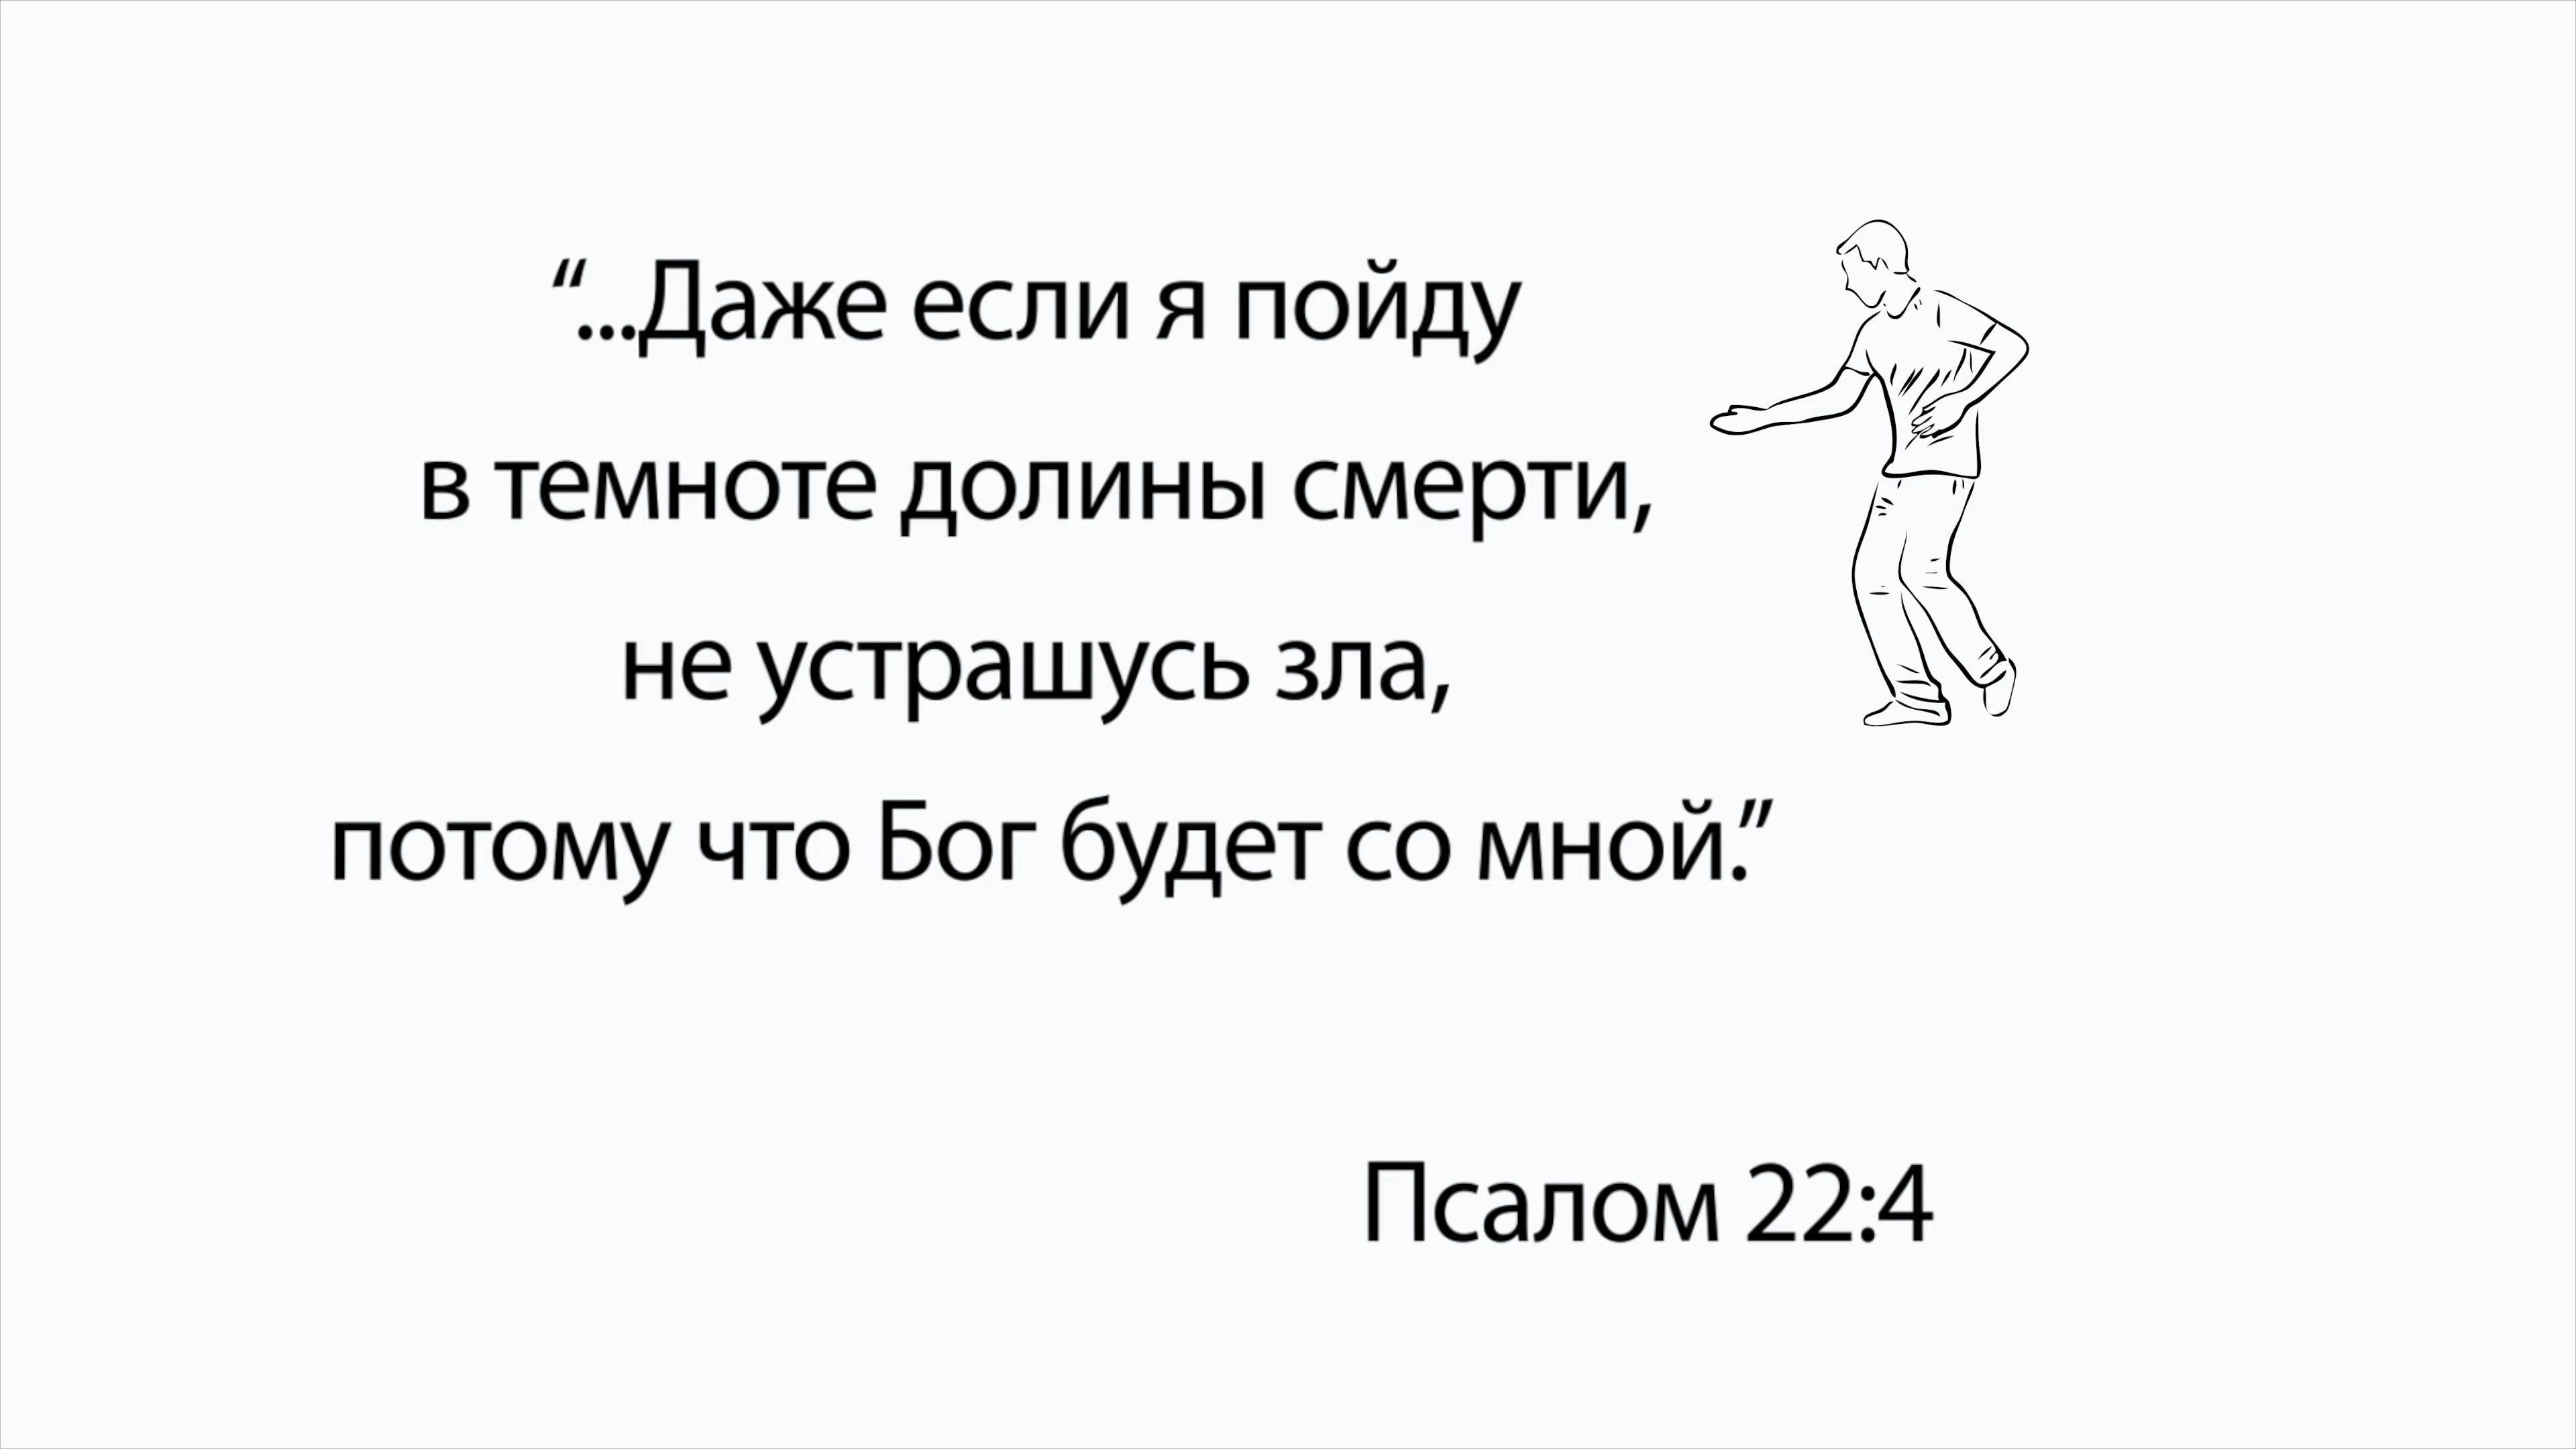 “...Даже если я пойду
в темноте долины смерти,
не устрашусь зла,
потому что Бог будет со мной.”
Псалом 22:4